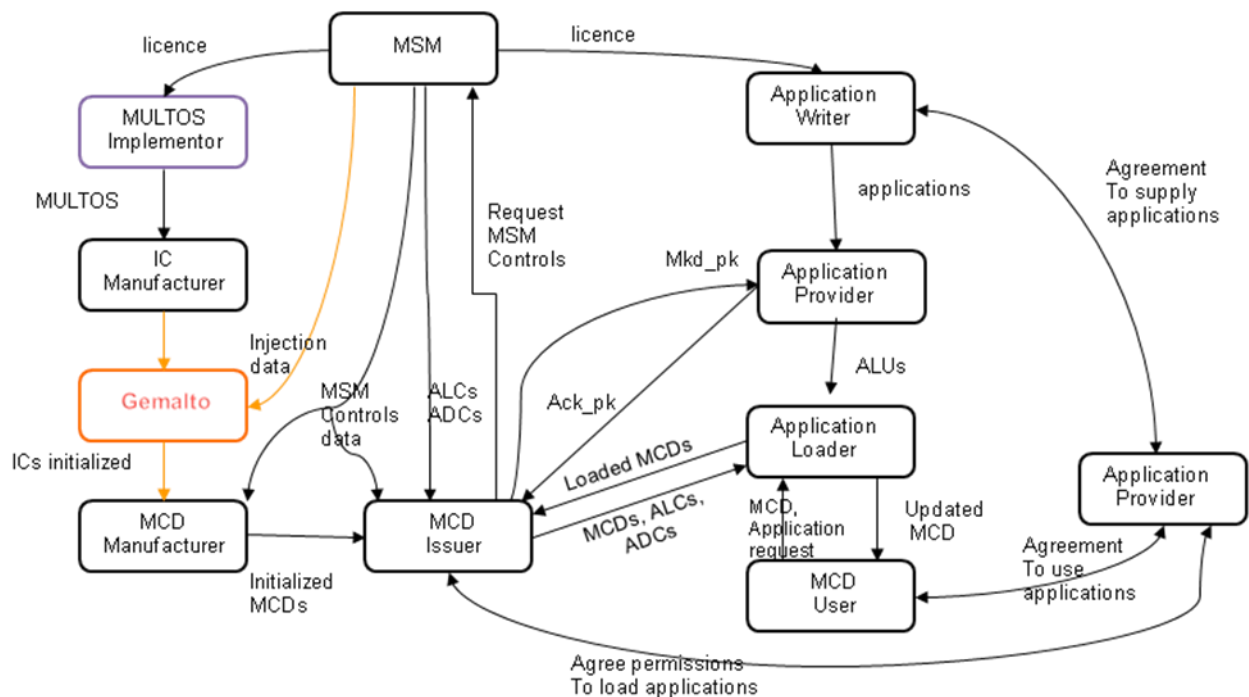 MSM
licence
licence
MULTOS
Implementor
Application
Writer
MULTOS
applications
Agreement
To supply
applications
Request
MSM
Controls
IC
Manufacturer
Mkd_pk
Application
Provider
Injection
data
ALUs
Gemalto
MSM
Controls
data
ALCs
ADCs
Ack_pk
Application
Loader
ICs initialized
Loaded MCDs
Application
Provider
MCD
Manufacturer
MCD
Issuer
MCDs, ALCs,
ADCs
MCD,
Application
request
Updated
MCD
Agreement
To use
applications
Initialized
MCDs
MCD
User
Agree permissions
To load applications